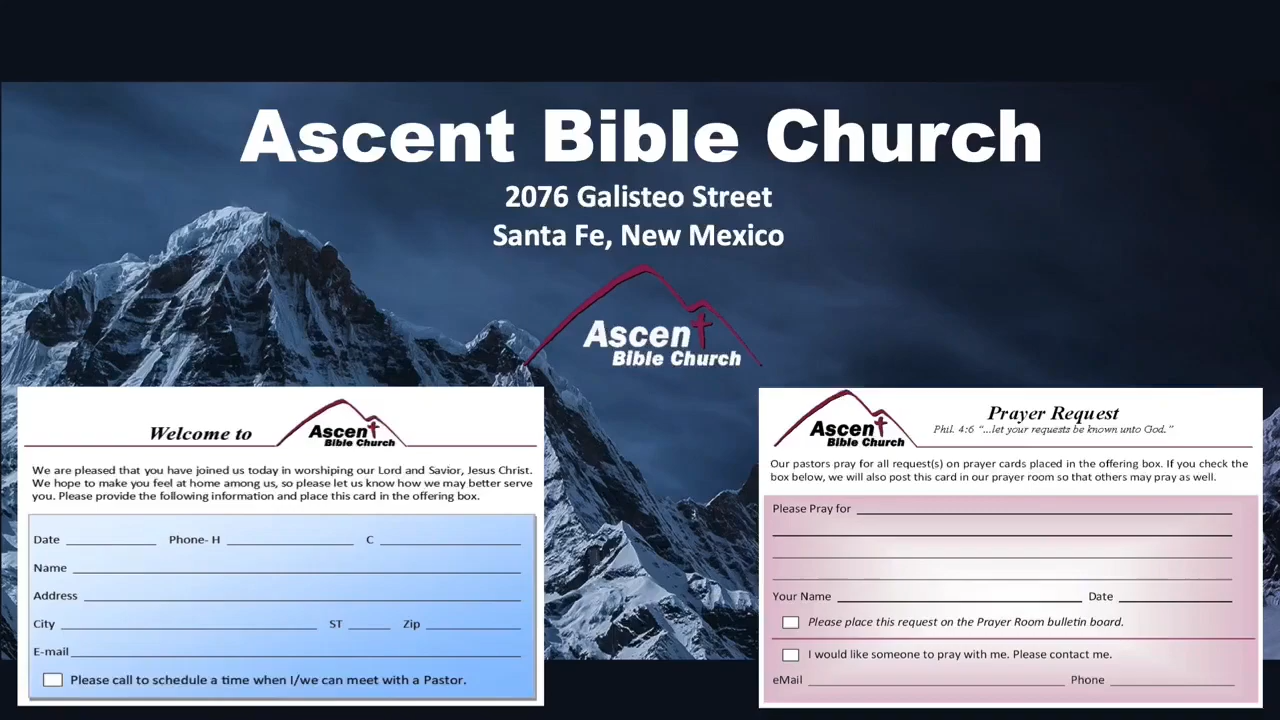 Ascent Bible Church
2076 Galisteo Street
Santa Fe, New Mexico
Ascent
Bible Church
Welcome to
Ascent
Bible Church
We are pleased that you have joined us today in worshiping our Lord and Savior, Jesus Christ.
We hope to make you feel at home among us, so please let us know how we may better serve
you. Please provide the following information and place this card in the offering box.
Date Phone- H C
Name
Address
City ST Zip
E-mail
Please call to schedule a time when I/we can meet with a Pastor.
Ascent
Bible Church
Prayer Request
Phil. 4:6 “...let your requests be known unto God.”
Our pastors pray for all request(s) on prayer cards placed in the offering box. If you check the
box below, we will also post this card in our prayer room so that others may pray as well.
Please Pray for
Your Name Date
Please place this request on the Prayer Room bulletin board.
I would like someone to pray with me. Please contact me.
eMail Phone